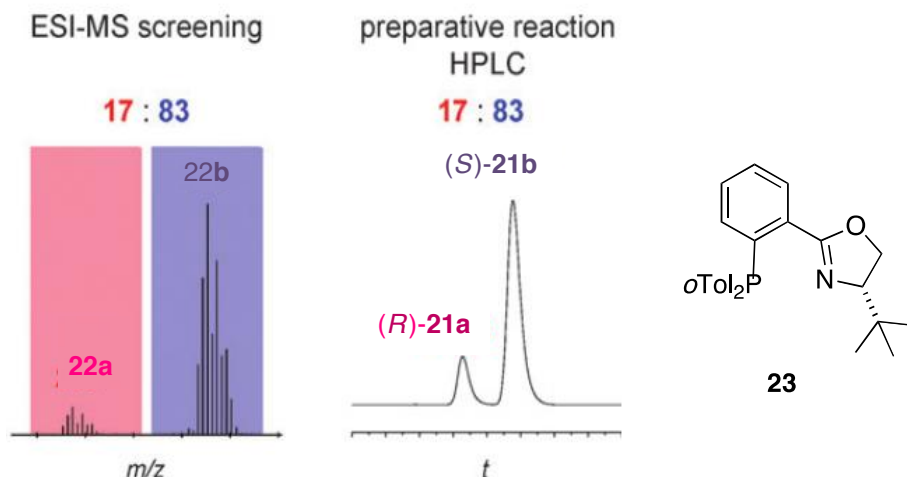 ESI-MS screening
17 : 83
22a
22b
m/z
preparative reaction
HPLC
17 : 83
(S)-21b
(R)-21a
t
O
N
oTol2P
23